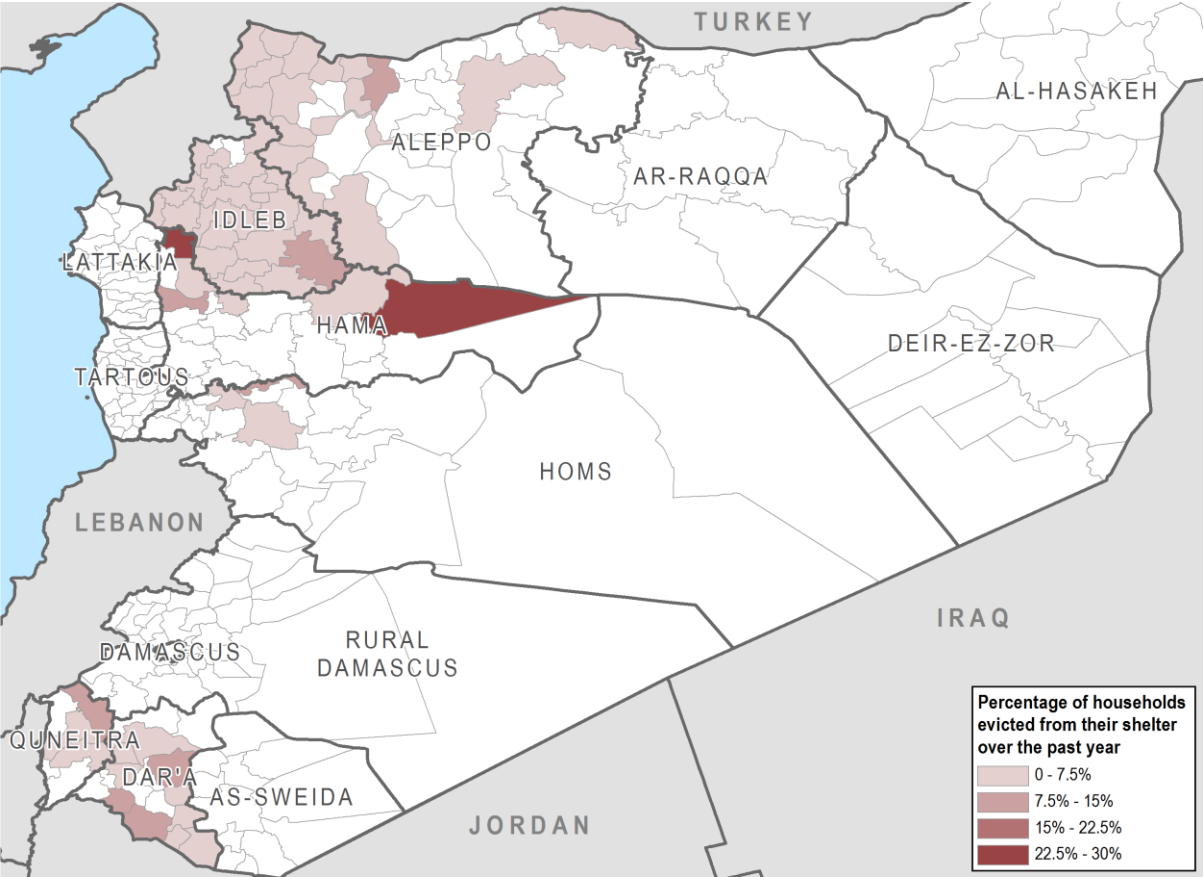 TURKEY
AL-HASAKEH
ALEPPO
AR-RAQQA
IDLEB
LATTAKIA
HAMA
DEIR-EZ-ZOR
TARTOUS
HOMS
LEBANON
IRAQ
DAMASCUS
RURAL
DAMASCUS
QUNEITRA
DAR'A
AS-SWEIDA
JORDAN
Percentage of households
evicted from their shelter
over the past year
0 - 7.5%
7.5% - 15%
15% - 22.5%
22.5% - 30%